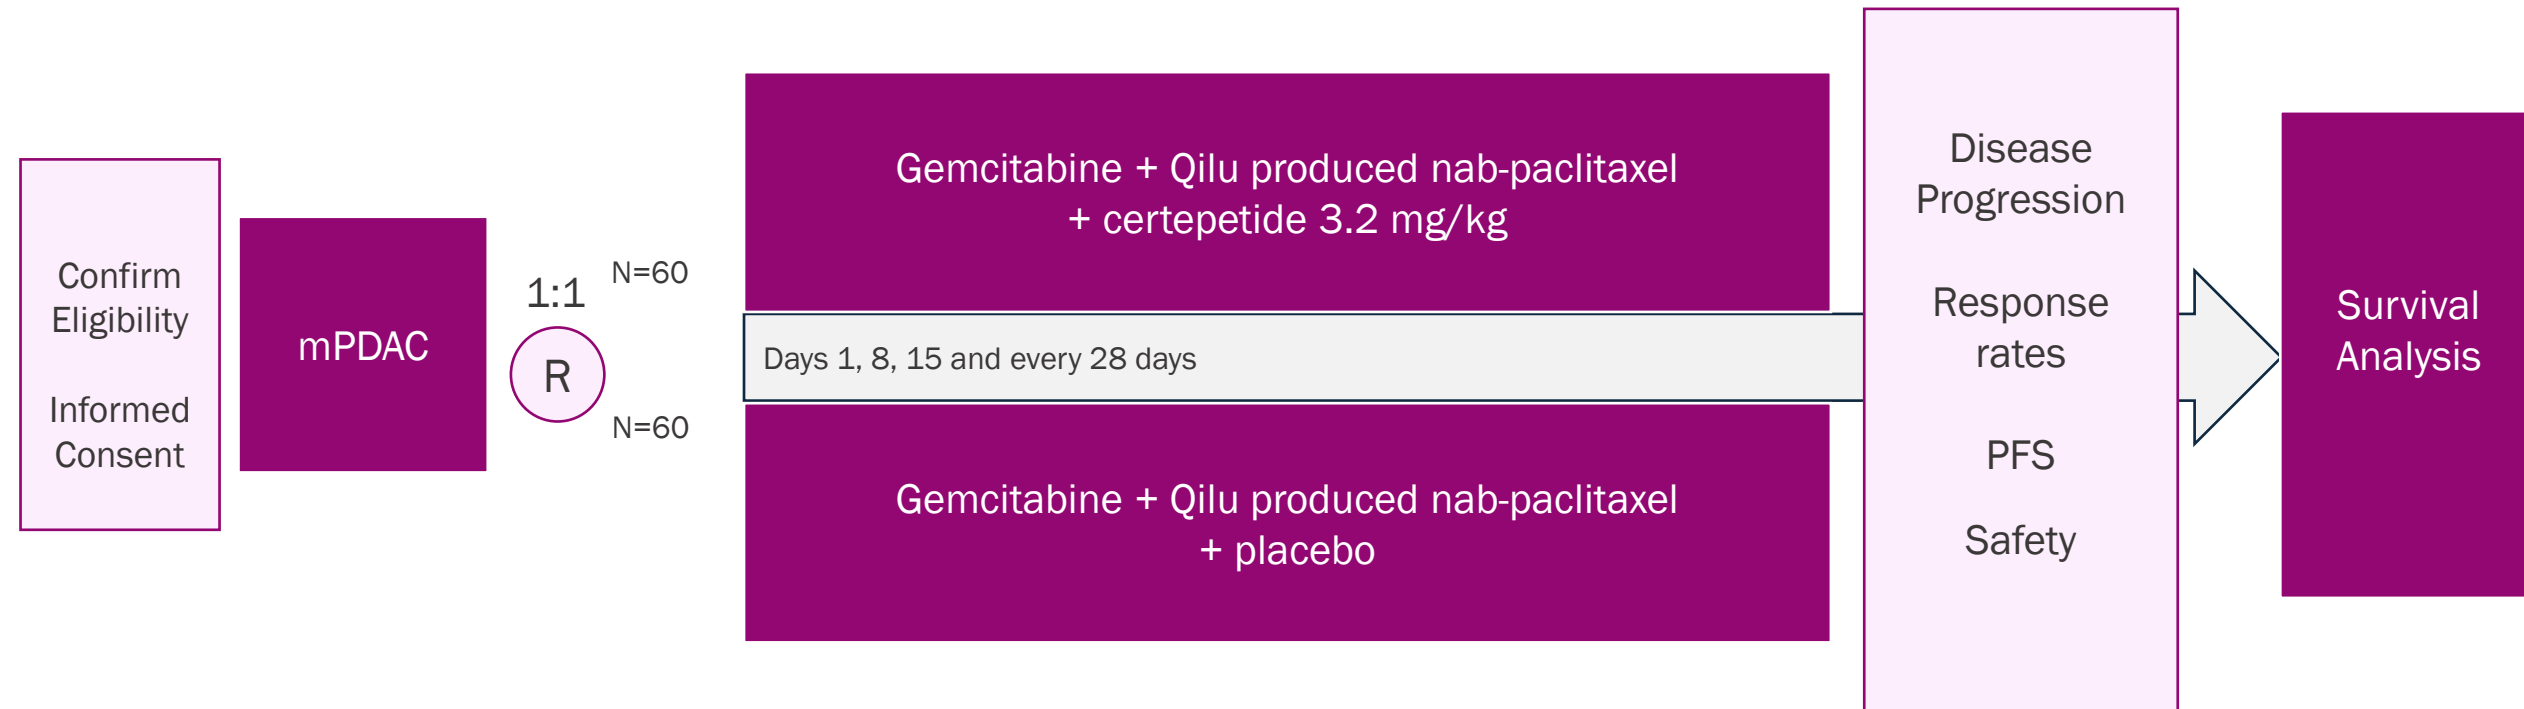 Confirm
Eligibility
Informed
Consent
mPDAC
1:1
R
N=60
N=60
Gemcitabine + Qilu produced nab-paclitaxel
+ certepetide 3.2 mg/kg
Days 1, 8, 15 and every 28 days
Gemcitabine + Qilu produced nab-paclitaxel
+ placebo
Disease
Progression
Response
rates
PFS
Safety
Survival
Analysis